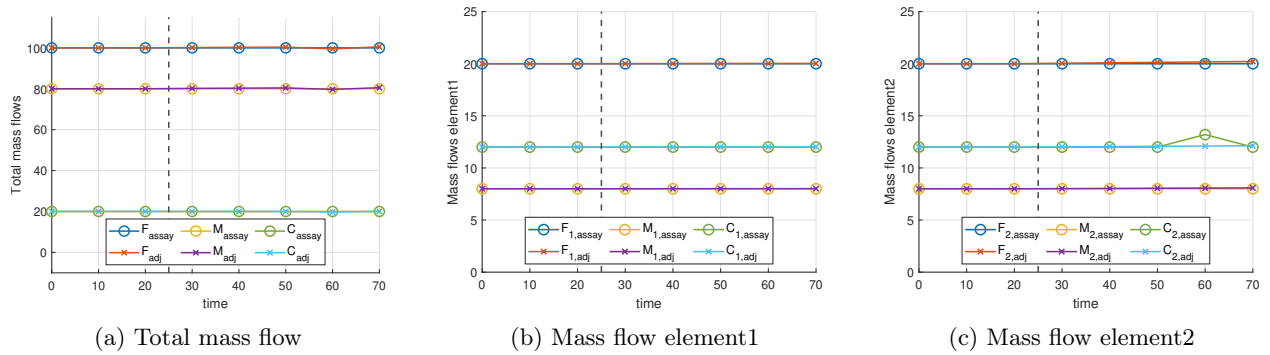 100
80
60
40
20
0
Total mass flows
F_assay M_assay C_assay
F_adj M_adj C_adj
0 10 20 30 40 50 60 70
time
(a) Total mass flow
25
20
15
10
5
0
Mass flows element1
F_1,assay M_1,assay C_1,assay
F_1,adj M_1,adj C_1,adj
0 10 20 30 40 50 60 70
time
(b) Mass flow element1
25
20
15
10
5
0
Mass flows element2
F_2,assay M_2,assay C_2,assay
F_2,adj M_2,adj C_2,adj
0 10 20 30 40 50 60 70
time
(c) Mass flow element2